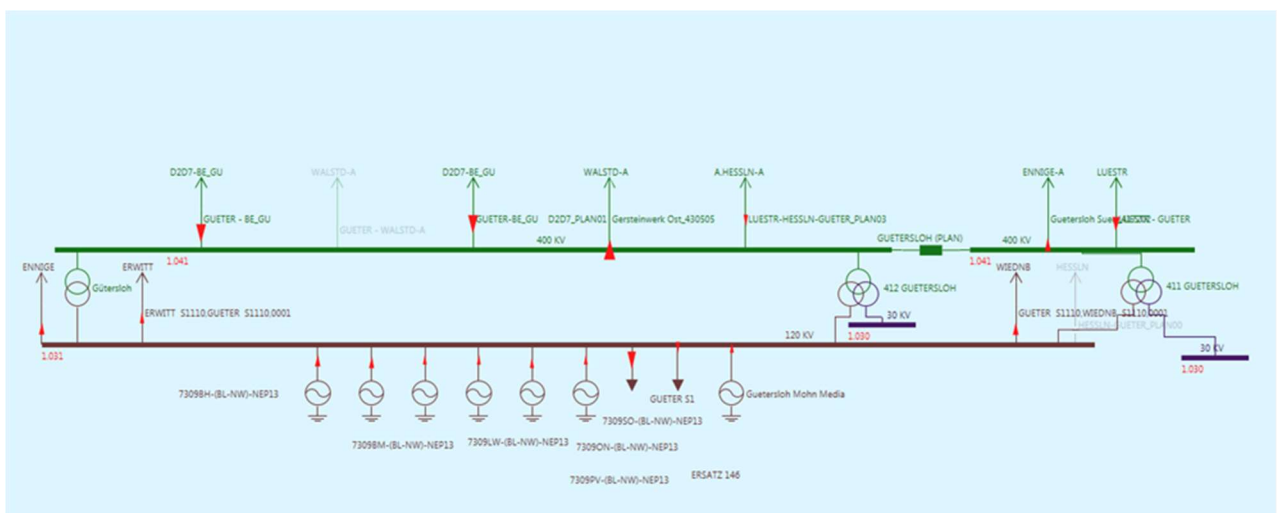 D2D7-BE_GU
WALSTD-A
D2D7-BE_GU
WALSTD-A
A.HESSLN-A
ENNIGE-A
LUESTR
GUETER - BE_GU
GUETER - WALSTD-A
GUETER-BE_GU
D2D7_PLAN01
Gersteinwerk Ost_430505
LUESTR-HESSLN-GUETER_PLAN03
Guetersloh
- GUETER
GUETERSLOH (PLAN)
400 KV
400 KV
1.041
1.041
ENNIGE
ERWITT
WIEDNB
HESSLN
Gütersloh
412 GUETERSLOH
411 GUETERSLOH
ERWITT S1110,GUETER S1110,0001
GUETER S1110,WIEDNB S1110,0001
HESSLN-GUETER_PLAN00
30 KV
120 KV
1.030
30 KV
1.031
1.030
7309BH-(BL-NW)-NEP13
GUETER S1
Guetersloh Mohn Media
7309SO-(BL-NW)-NEP13
7309BM-(BL-NW)-NEP13
7309LW-(BL-NW)-NEP13
7309ON-(BL-NW)-NEP13
7309PV-(BL-NW)-NEP13
ERSATZ 146